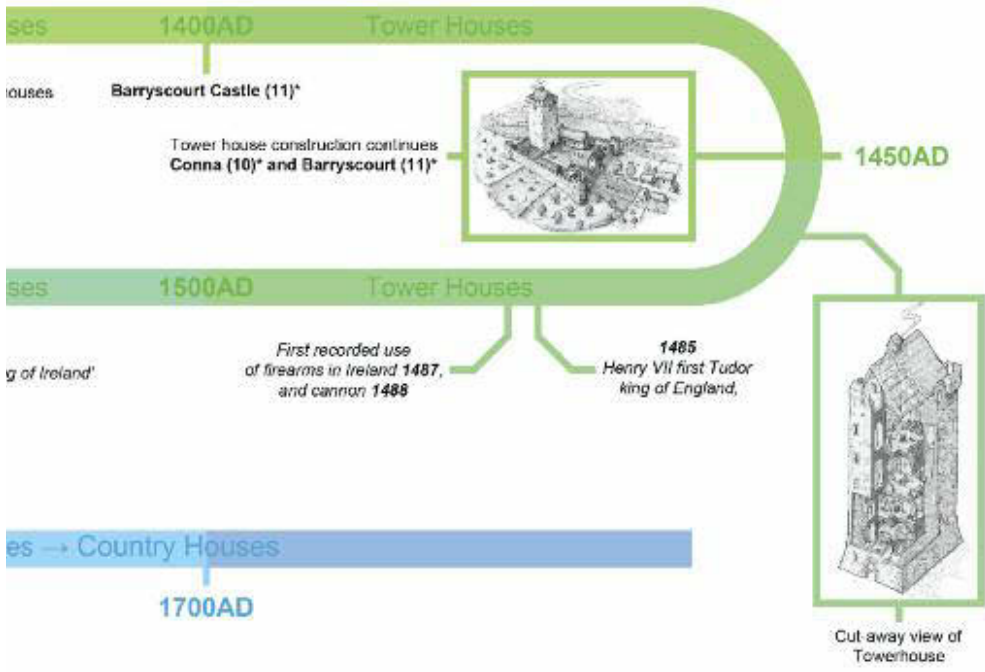 ses 1400AD Tower Houses
houses Barryscourt Castle (11)*
Tower house construction continues
Conna (10)* and Barryscourt (11)*
1450AD
ses 1500AD Tower Houses
g of Ireland'
First recorded use
of firearms in Ireland 1487,
and cannon 1488
1485
Henry VII first Tudor
king of England,
es → Country Houses
1700AD
Cut-away view of
Towerhouse